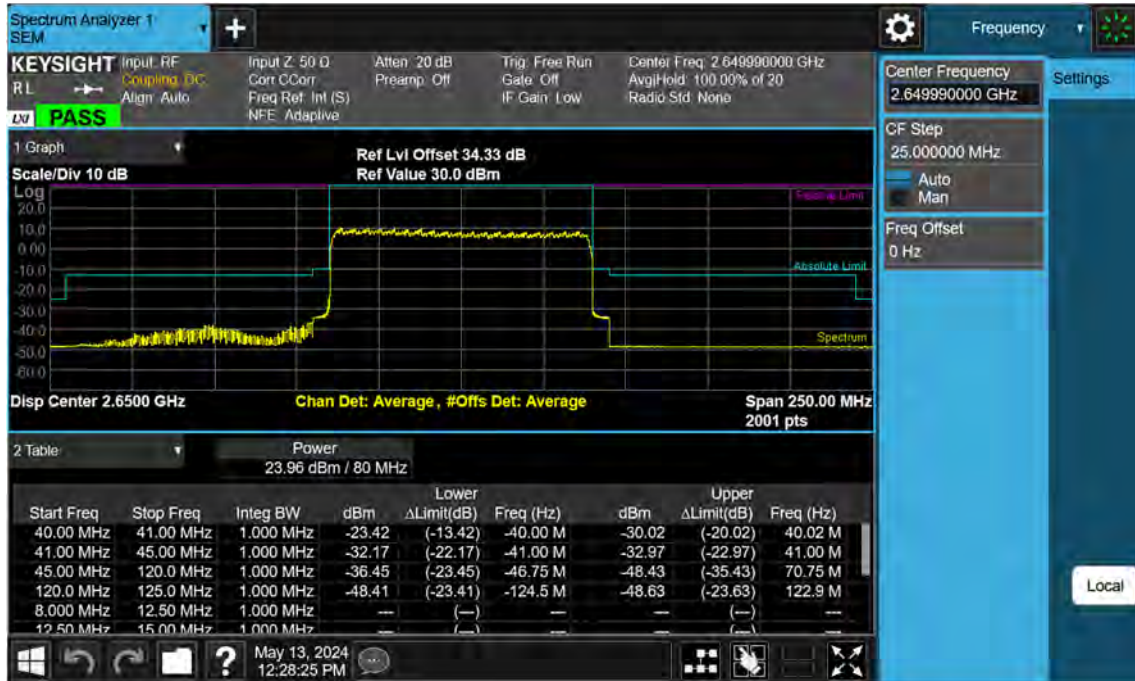 Spectrum Analyzer 1
SEM
+
Frequency
KEYSIGHT
RL
LXI
PASS
Input: RF
Coupling: DC
Align: Auto
Input Z: 50 Ω
Corr CCorr
Freq Ref: Int (S)
NFE: Adaptive
Atten: 20 dB
Preamp: Off
Trig: Free Run
Gate: Off
IF Gain: Low
Center Freq: 2.649990000 GHz
Avg|Hold: 100.00% of 20
Radio Std: None
Center Frequency
2.649990000 GHz
Settings
CF Step
25.000000 MHz
Auto
Man
Freq Offset
0 Hz
1 Graph
Scale/Div 10 dB
Ref Lvl Offset 34.33 dB
Ref Value 30.0 dBm
Log
20.0
10.0
0.00
-10.0
-20.0
-30.0
-40.0
-50.0
-60.0
Absolute Limit
Spectrum
Disp Center 2.6500 GHz
Chan Det: Average, #Offs Det: Average
Span 250.00 MHz
2001 pts
2 Table
Power
23.96 dBm / 80 MHz
Lower Upper
Start Freq Stop Freq Integ BW dBm ΔLimit(dB) Freq (Hz) dBm ΔLimit(dB) Freq (Hz)
40.00 MHz 41.00 MHz 1.000 MHz -23.42 (-13.42) -40.00 M -30.02 (-20.02) 40.02 M
41.00 MHz 45.00 MHz 1.000 MHz -32.17 (-22.17) -41.00 M -32.97 (-22.97) 41.00 M
45.00 MHz 120.0 MHz 1.000 MHz -36.45 (-23.45) -46.75 M -48.43 (-35.43) 70.75 M
120.0 MHz 125.0 MHz 1.000 MHz -48.41 (-23.41) -124.5 M -48.63 (-23.63) 122.9 M
8.000 MHz 12.50 MHz 1.000 MHz --- (---) --- --- (---) ---
12.50 MHz 15.00 MHz 1.000 MHz --- (---) --- --- (---) ---
Local
?
May 13, 2024
12:28:25 PM